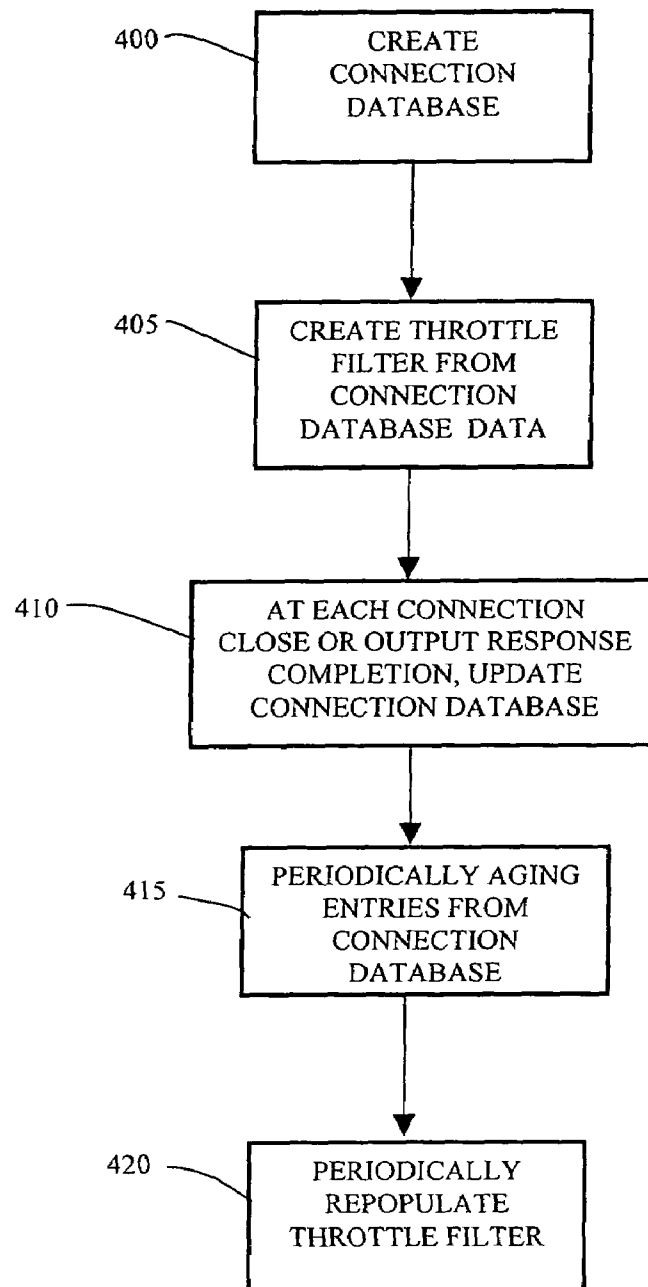 400
CREATE
CONNECTION
DATABASE
405
CREATE THROTTLE
FILTER FROM
CONNECTION
DATABASE DATA
410
AT EACH CONNECTION
CLOSE OR OUTPUT RESPONSE
COMPLETION, UPDATE
CONNECTION DATABASE
415
PERIODICALLY AGING
ENTRIES FROM
CONNECTION
DATABASE
420
PERIODICALLY
REPOPULATE
THROTTLE FILTER